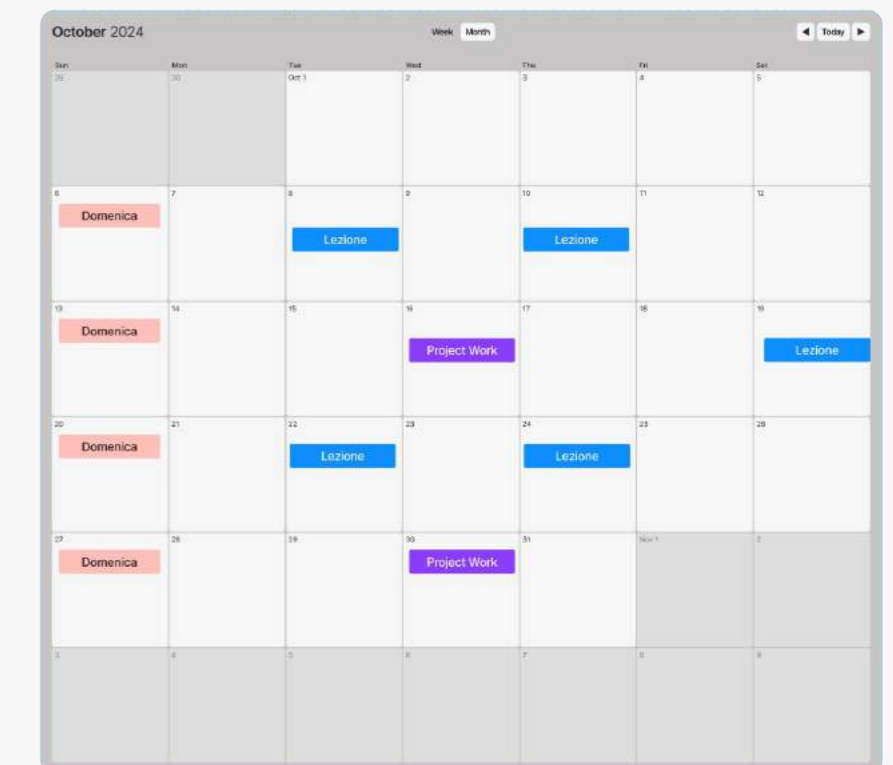 October 2024 Week Month ◀ Today ▶
Sun Mon Tue Wed Thu Fri Sat
29 30 Oct 1 2 3 4 5
6 7 8 9 10 11 12
Domenica
Lezione Lezione
13 14 15 16 17 18 19
Domenica
Project Work Lezione
20 21 22 23 24 25 26
Domenica
Lezione Lezione
27 28 29 30 31 Nov 1 2
Domenica Project Work
3 4 5 6 7 8 9